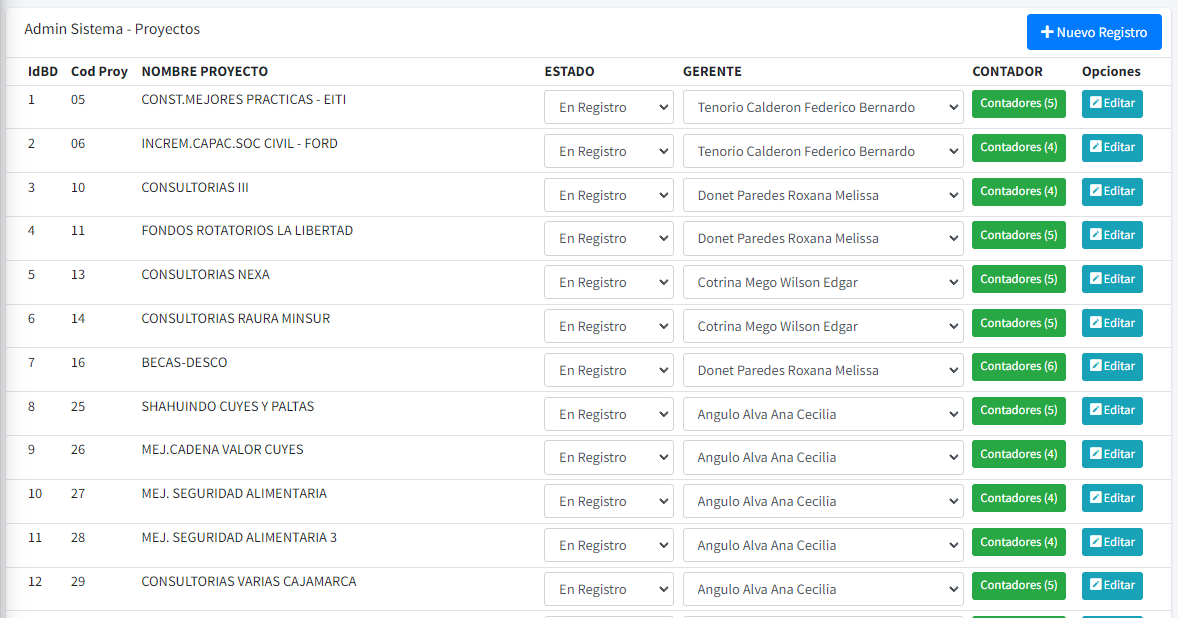 Admin Sistema - Proyectos
Nuevo Registro
IdBD Cod Proy NOMBRE PROYECTO ESTADO GERENTE CONTADOR Opciones
1 05 CONST.MEJORES PRACTICAS - EITI En Registro Tenorio Calderon Federico Bernardo Contadores (5) Editar
2 06 INCREM.CAPAC.SOC CIVIL - FORD En Registro Tenorio Calderon Federico Bernardo Contadores (4) Editar
3 10 CONSULTORIAS III En Registro Donet Paredes Roxana Melissa Contadores (4) Editar
4 11 FONDOS ROTATORIOS LA LIBERTAD En Registro Donet Paredes Roxana Melissa Contadores (5) Editar
5 13 CONSULTORIAS NEXA En Registro Cotrina Mego Wilson Edgar Contadores (5) Editar
6 14 CONSULTORIAS RAURA MINSUR En Registro Cotrina Mego Wilson Edgar Contadores (5) Editar
7 16 BECAS-DESCO En Registro Donet Paredes Roxana Melissa Contadores (6) Editar
8 25 SHAHUINDO CUYES Y PALTAS En Registro Angulo Alva Ana Cecilia Contadores (5) Editar
9 26 MEJ.CADENA VALOR CUYES En Registro Angulo Alva Ana Cecilia Contadores (4) Editar
10 27 MEJ. SEGURIDAD ALIMENTARIA En Registro Angulo Alva Ana Cecilia Contadores (4) Editar
11 28 MEJ. SEGURIDAD ALIMENTARIA 3 En Registro Angulo Alva Ana Cecilia Contadores (4) Editar
12 29 CONSULTORIAS VARIAS CAJAMARCA En Registro Angulo Alva Ana Cecilia Contadores (5) Editar